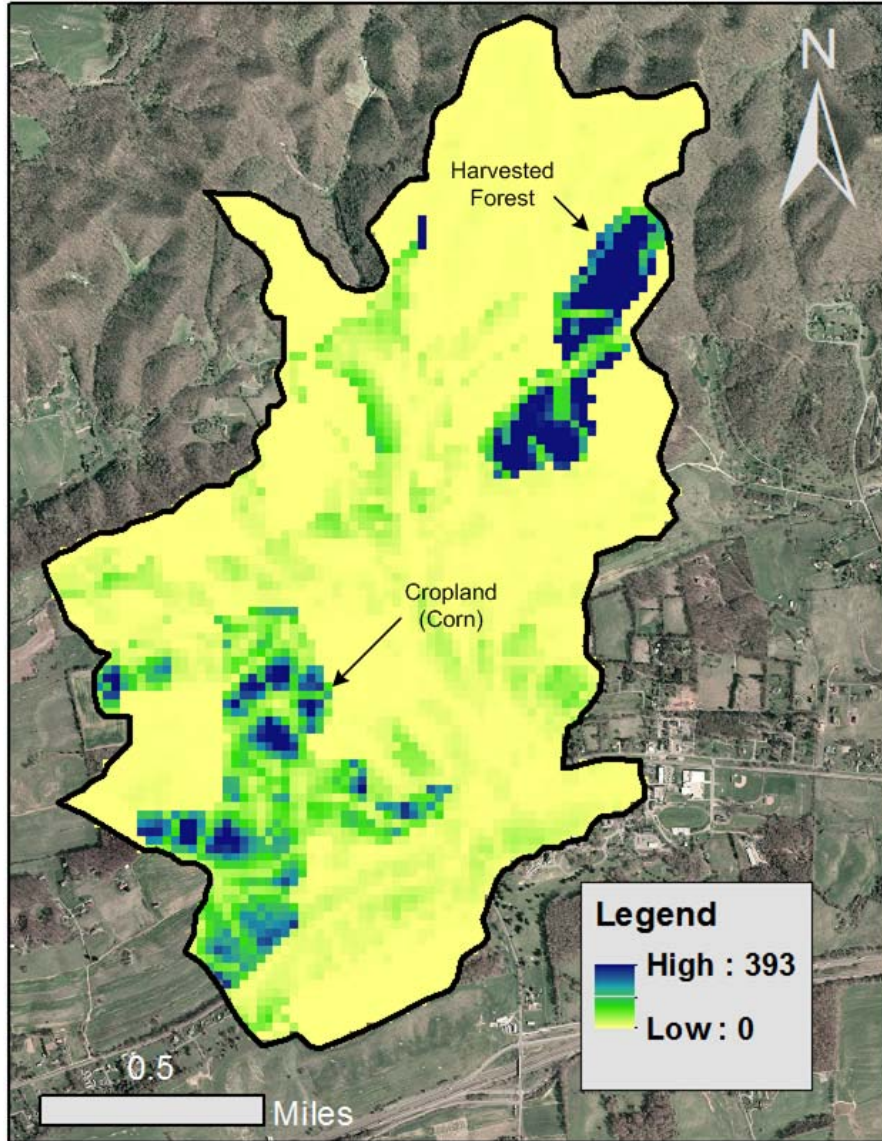 N
Harvested
Forest
Cropland
(Corn)
Legend
High : 393
Low : 0
0.5
Miles